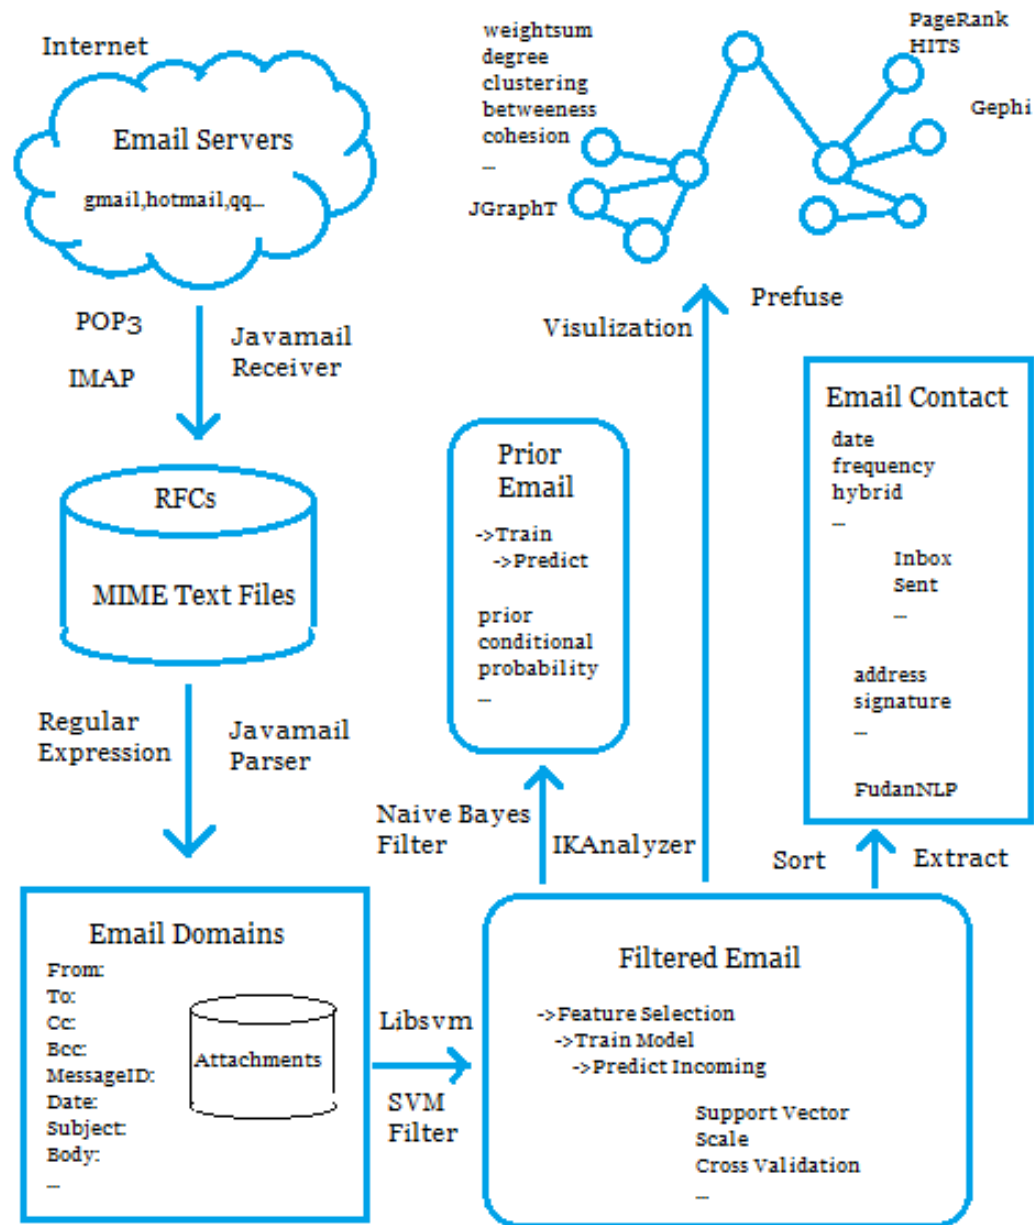 Internet
Email Servers
gmail,hotmail,qq...
POP3
IMAP
Javamail
Receiver
RFCs
MIME Text Files
Regular
Expression
Javamail
Parser
Email Domains
From:
To:
Cc:
Bcc:
MessageID:
Date:
Subject:
Body:
...
Attachments
Libsvm
SVM
Filter
Filtered Email
->Feature Selection
->Train Model
->Predict Incoming
Support Vector
Scale
Cross Validation
...
Naive Bayes
Filter
IKAnalyzer
Prior
Email
->Train
->Predict
prior
conditional
probability
...
Visulization
Prefuse
weightsum
degree
clustering
betweeness
cohesion
...
JGraphT
PageRank
HITS
Gephi
Sort
Extract
Email Contact
date
frequency
hybrid
...
Inbox
Sent
...
address
signature
...
FudanNLP